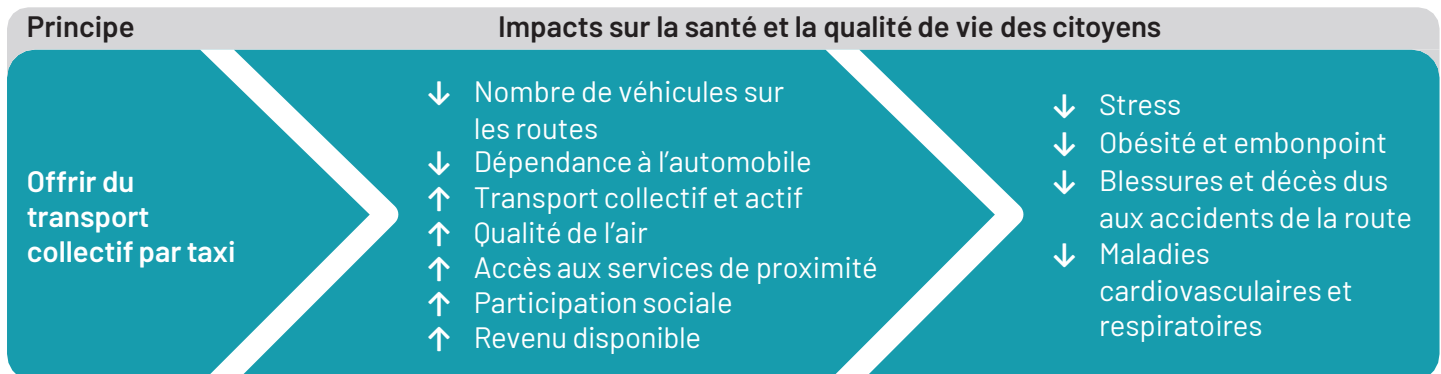 Principe
Impacts sur la santé et la qualité de vie des citoyens
Offrir du
transport
collectif par taxi
↓ Nombre de véhicules sur
les routes
↓ Dépendance à l’automobile
↑ Transport collectif et actif
↑ Qualité de l’air
↑ Accès aux services de proximité
↑ Participation sociale
↑ Revenu disponible
↓ Stress
↓ Obésité et embonpoint
↓ Blessures et décès dus
aux accidents de la route
↓ Maladies
cardiovasculaires et
respiratoires